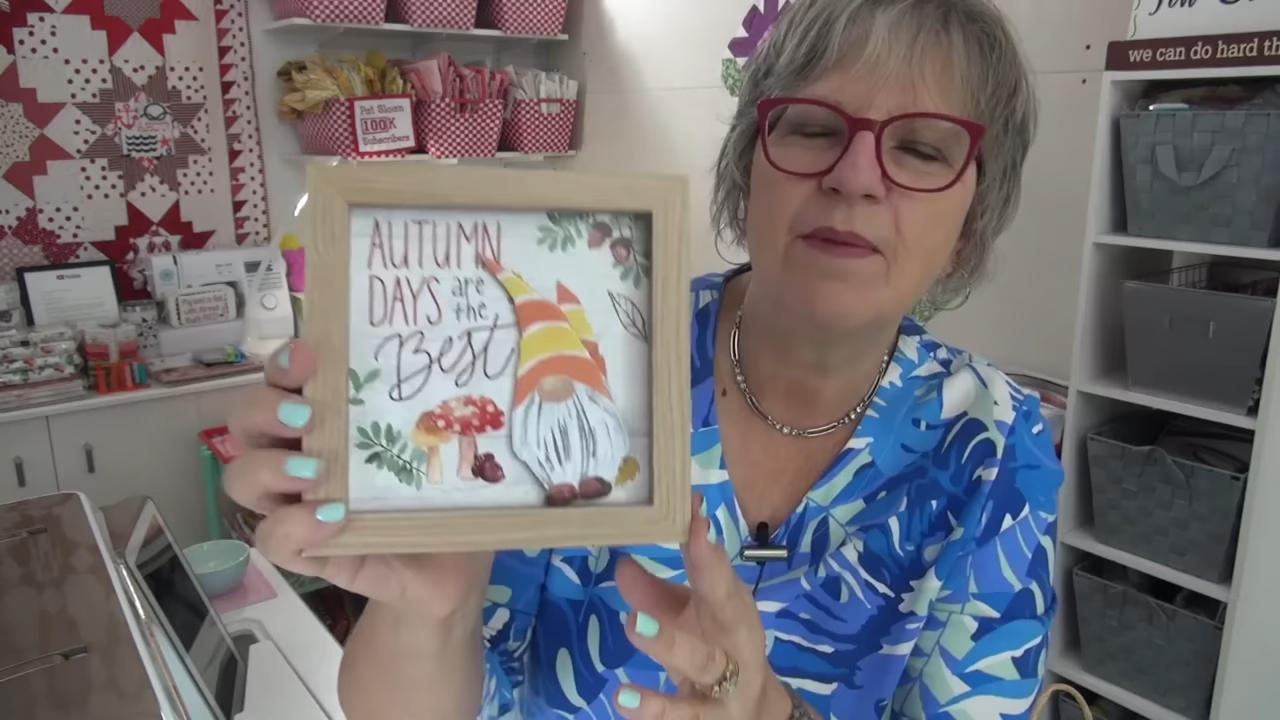 we can do hard th
Pat Sloan
100K
Subscribers
AUTUMN
DAYS are
the
Best